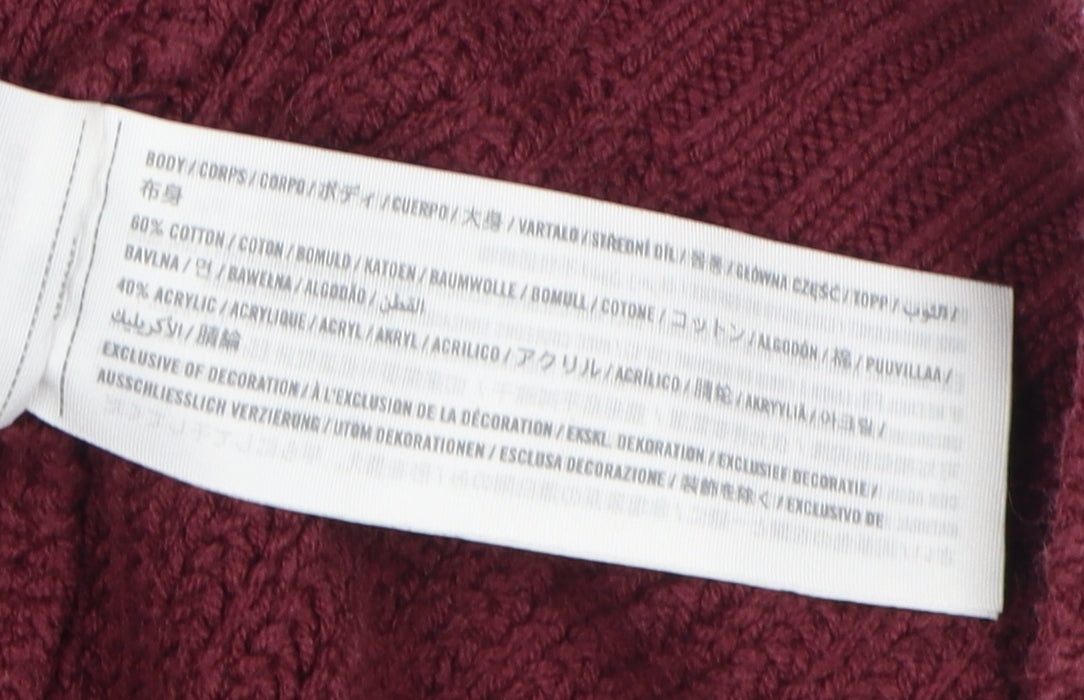 BODY / CORPS / CORPO / ボディ / CUERPO / 大身 / VARTALO / STŘEDNÍ DÍL / 몸통 / GŁÓWNA CZĘŚĆ / TOPP / الثوب /
布身
60% COTTON / COTON / BOMULD / KATOEN / BAUMWOLLE / BOMULL / COTONE / コットン / ALGODÓN / 棉 / PUUVILLAA /
BAVLNA / 면 / BAWEŁNA / ALGODÃO / القطن
40% ACRYLIC / ACRYLIQUE / ACRYL / AKRYL / ACRILICO / アクリル / ACRÍLICO / 腈纶 / AKRYYLIÄ / 아크릴 /
الأكريليك / 腈綸
EXCLUSIVE OF DECORATION / À L'EXCLUSION DE LA DÉCORATION / EKSKL. DEKORATION / EXCLUSIEF DECORATIE /
AUSSCHLIESSLICH VERZIERUNG / UTOM DEKORATIONEN / ESCLUSA DECORAZIONE / 装飾を除く / EXCLUSIVO DE